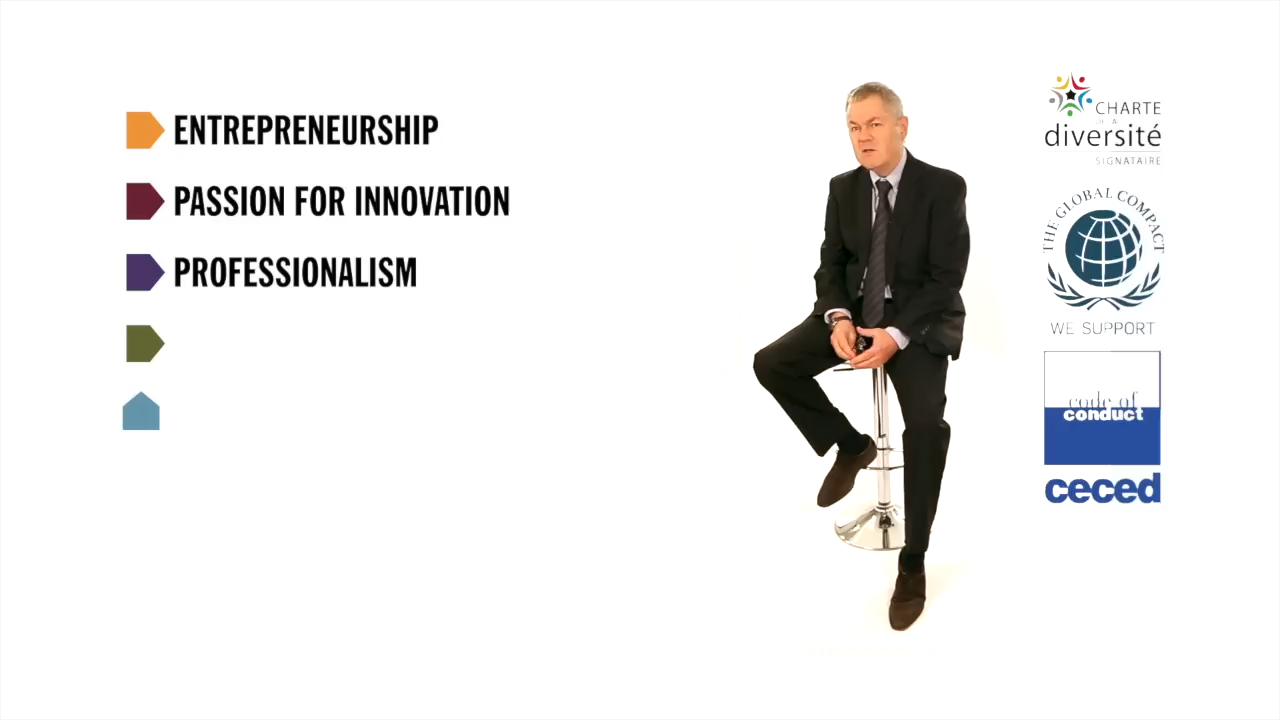 ENTREPRENEURSHIP
PASSION FOR INNOVATION
PROFESSIONALISM
CHARTE
diversité
SIGNATAIRE
THE GLOBAL COMPACT
WE SUPPORT
code of
conduct
ceced